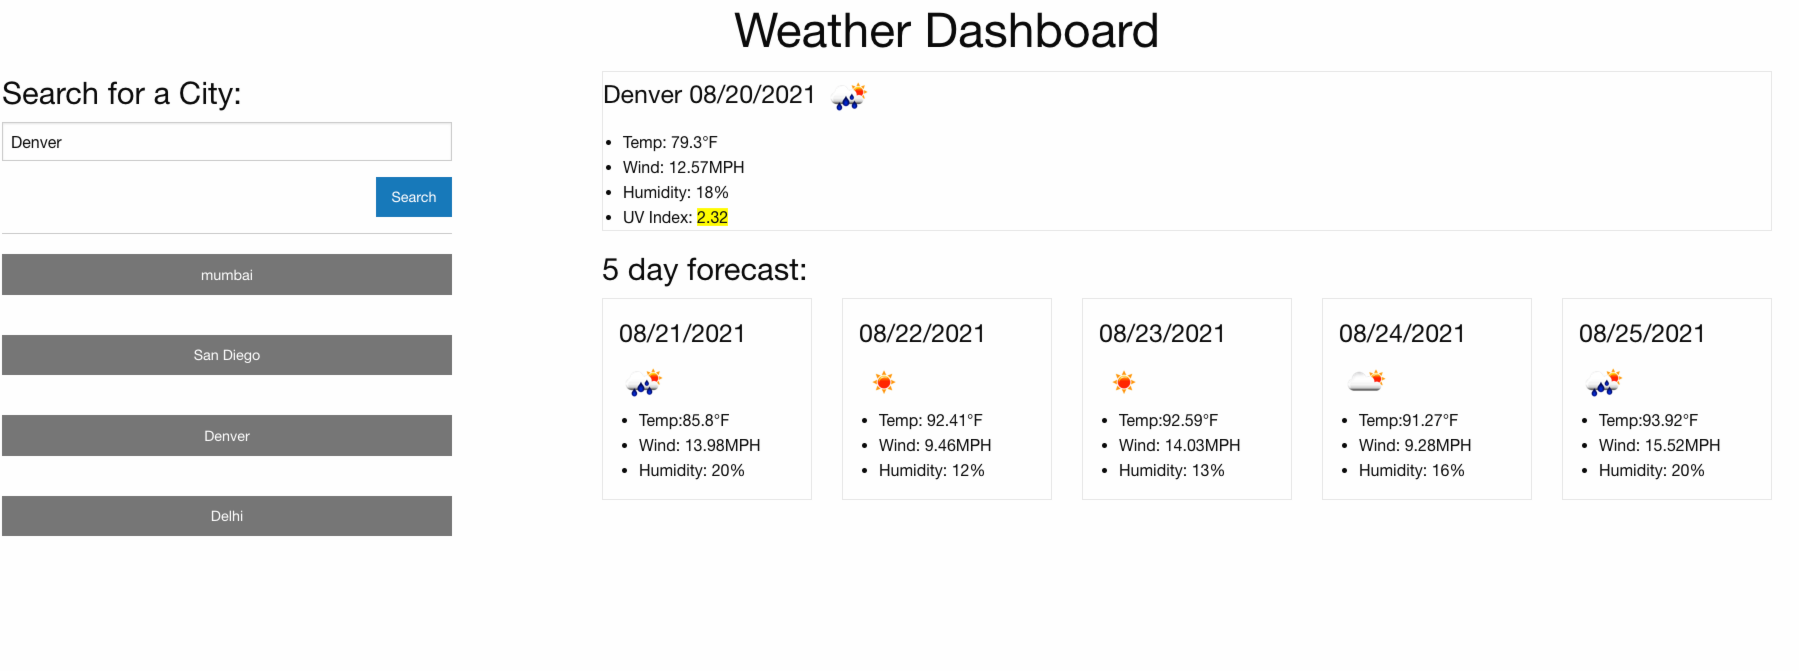 Weather Dashboard
Search for a City:
Denver
Search
mumbai
San Diego
Denver
Delhi
Denver 08/20/2021
Temp: 79.3°F
Wind: 12.57MPH
Humidity: 18%
UV Index: 2.32
5 day forecast:
08/21/2021
Temp:85.8°F
Wind: 13.98MPH
Humidity: 20%
08/22/2021
Temp: 92.41°F
Wind: 9.46MPH
Humidity: 12%
08/23/2021
Temp:92.59°F
Wind: 14.03MPH
Humidity: 13%
08/24/2021
Temp:91.27°F
Wind: 9.28MPH
Humidity: 16%
08/25/2021
Temp:93.92°F
Wind: 15.52MPH
Humidity: 20%